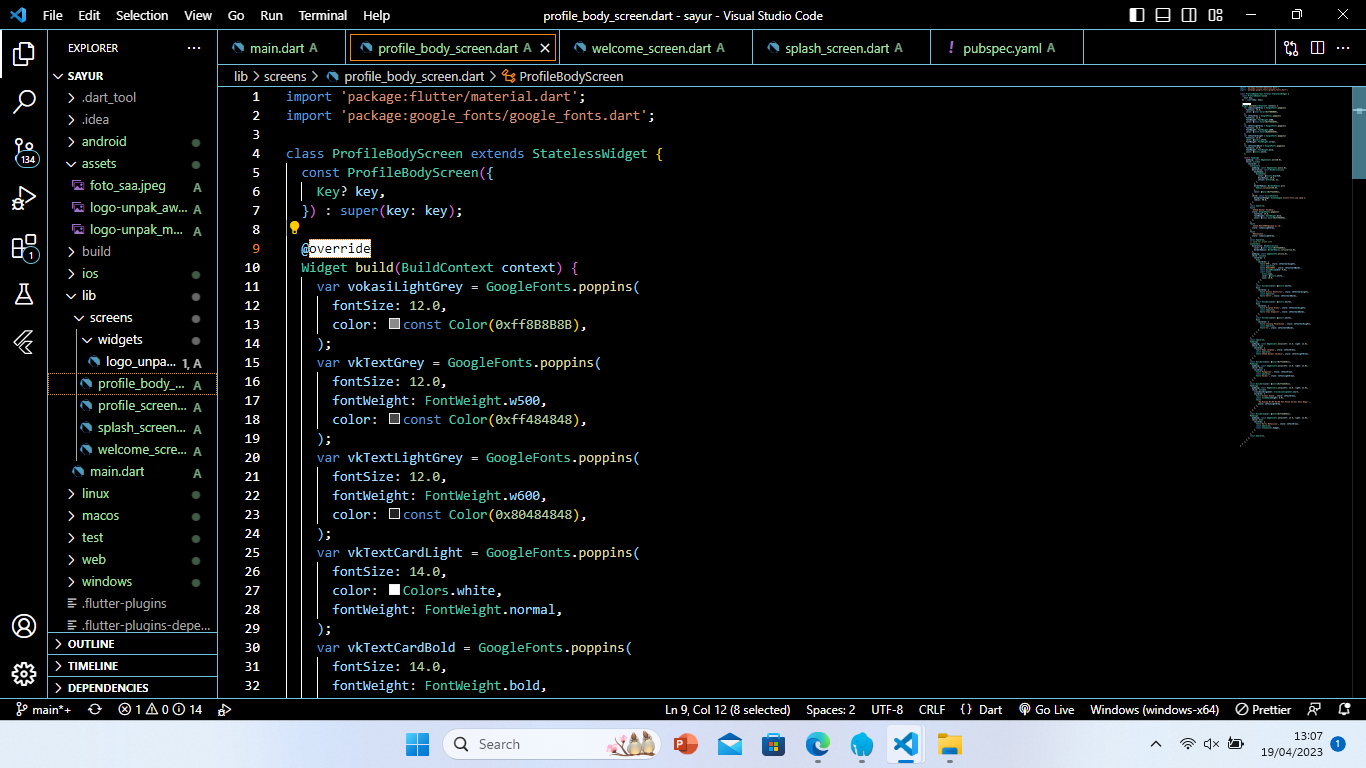 File Edit Selection View Go Run Terminal Help
profile_body_screen.dart - sayur - Visual Studio Code
EXPLORER
main.dart A
profile_body_screen.dart A
welcome_screen.dart A
splash_screen.dart A
! pubspec.yaml A
lib > screens > profile_body_screen.dart > ProfileBodyScreen
SAYUR
.dart_tool
.idea
android
assets
foto_saa.jpeg A
logo-unpak_aw... A
logo-unpak_m... A
build
ios
lib
screens
widgets
logo_unpa... 1, A
profile_body_... A
profile_screen... A
splash_screen... A
welcome_scre... A
main.dart A
linux
macos
test
web
windows
.flutter-plugins
.flutter-plugins-depe...
OUTLINE
TIMELINE
DEPENDENCIES
134
1
1 import 'package:flutter/material.dart';
2 import 'package:google_fonts/google_fonts.dart';
3
4 class ProfileBodyScreen extends StatelessWidget {
5 const ProfileBodyScreen({
6 Key? key,
7 }) : super(key: key);
8
9 @override
10 Widget build(BuildContext context) {
11 var vokasiLightGrey = GoogleFonts.poppins(
12 fontSize: 12.0,
13 color: const Color(0xff8B8B8B),
14 );
15 var vkTextGrey = GoogleFonts.poppins(
16 fontSize: 12.0,
17 fontWeight: FontWeight.w500,
18 color: const Color(0xff484848),
19 );
20 var vkTextLightGrey = GoogleFonts.poppins(
21 fontSize: 12.0,
22 fontWeight: FontWeight.w600,
23 color: const Color(0x80484848),
24 );
25 var vkTextCardLight = GoogleFonts.poppins(
26 fontSize: 14.0,
27 color: Colors.white,
28 fontWeight: FontWeight.normal,
29 );
30 var vkTextCardBold = GoogleFonts.poppins(
31 fontSize: 14.0,
32 fontWeight: FontWeight.bold,
main*+ 1 0 14
Ln 9, Col 12 (8 selected) Spaces: 2 UTF-8 CRLF {} Dart Go Live Windows (windows-x64) Prettier
Search
13:07
19/04/2023
1